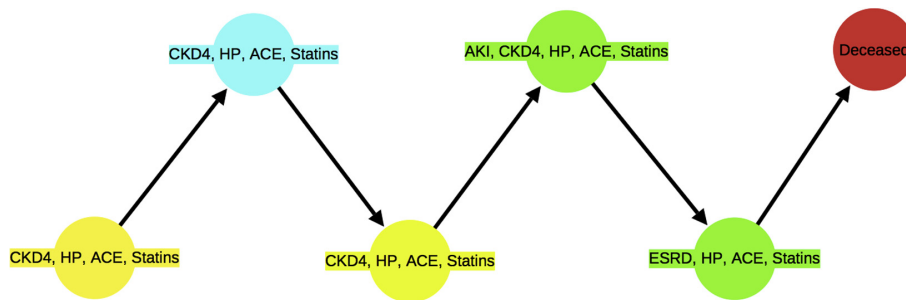 CKD4, HP, ACE, Statins
CKD4, HP, ACE, Statins
CKD4, HP, ACE, Statins
AKI, CKD4, HP, ACE, Statins
ESRD, HP, ACE, Statins
Deceased